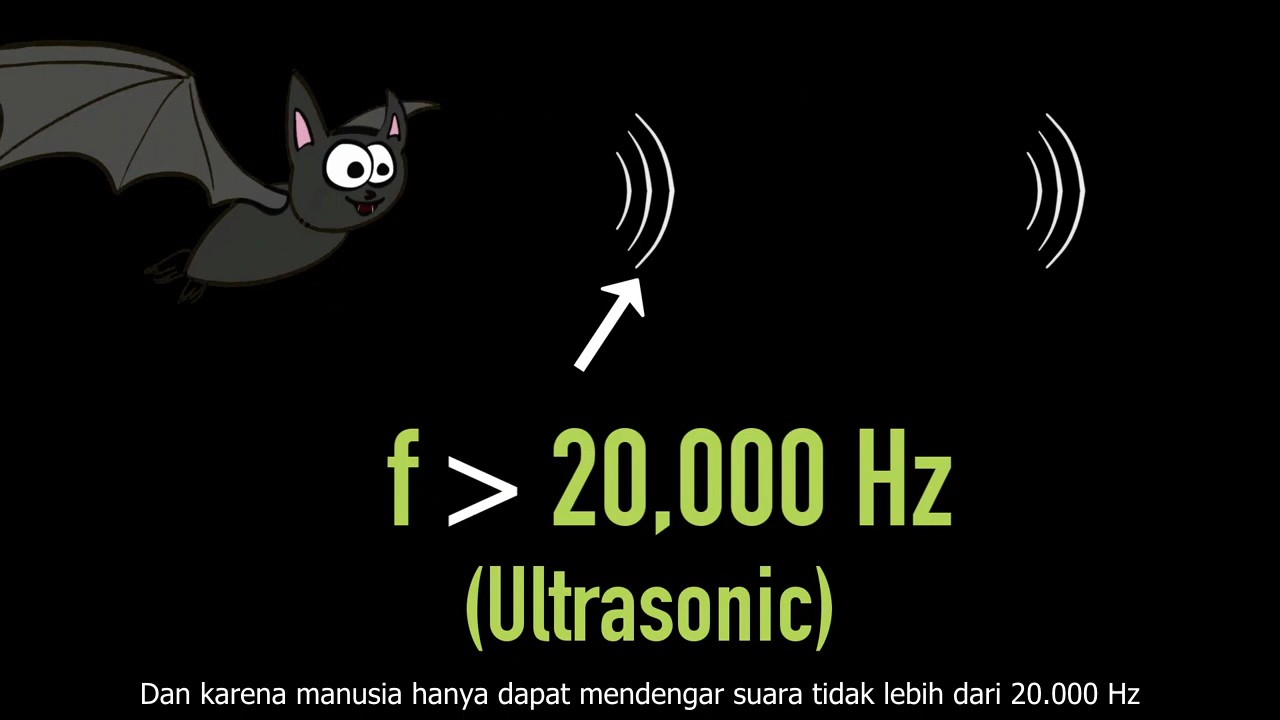 f > 20,000 Hz
(Ultrasonic)
Dan karena manusia hanya dapat mendengar suara tidak lebih dari 20.000 Hz